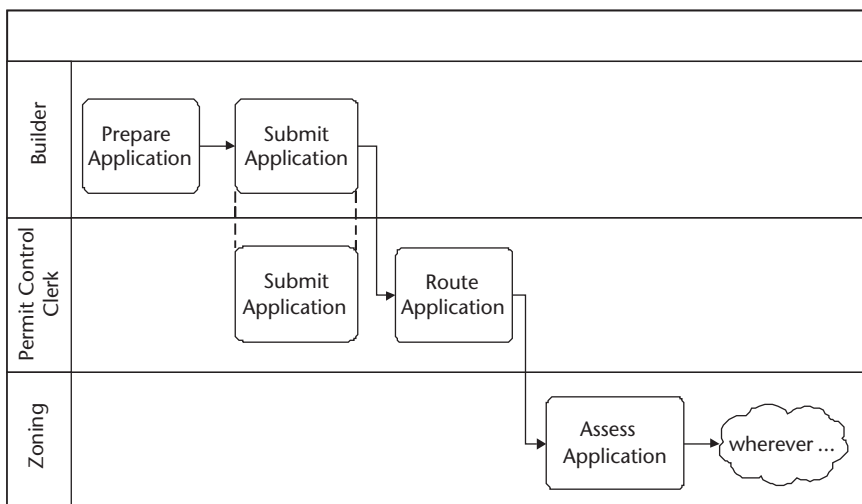 Builder
Prepare
Application
Submit
Application
Permit Control
Clerk
Submit
Application
Route
Application
Zoning
Assess
Application
wherever ...